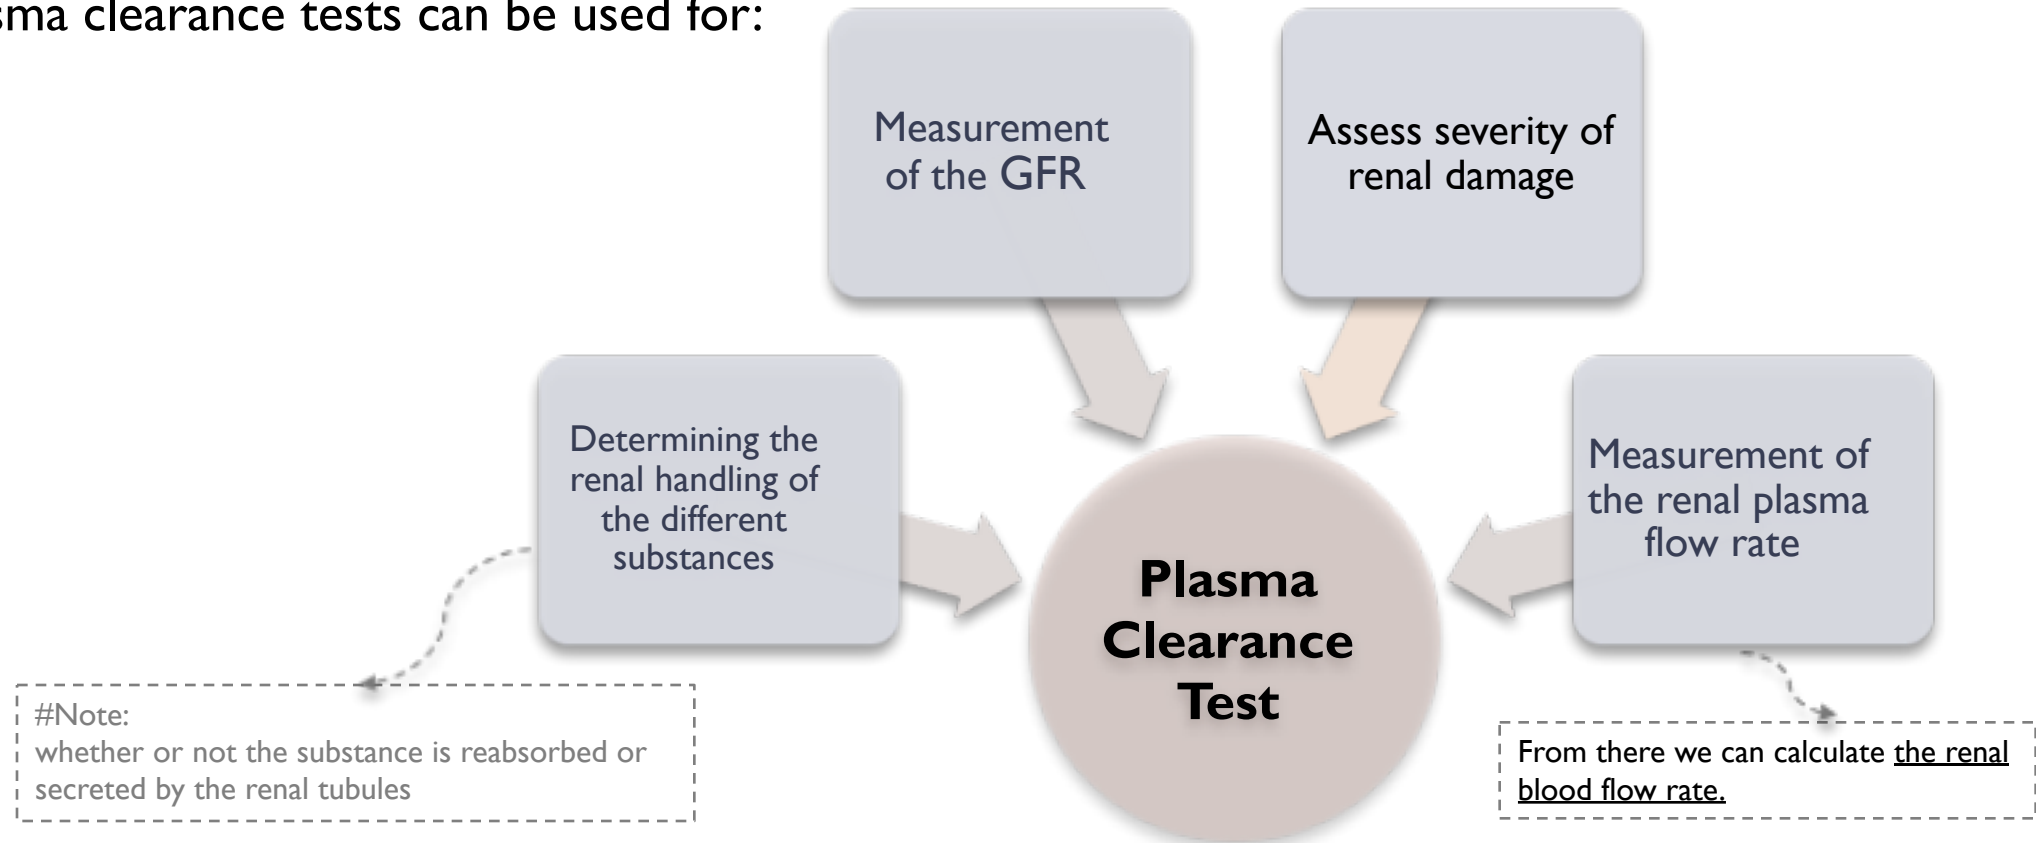 sma clearance tests can be used for:
Measurement
of the GFR
Assess severity of
renal damage
Determining the
renal handling of
the different
substances
Measurement of
the renal plasma
flow rate
Plasma
Clearance
Test
#Note:
whether or not the substance is reabsorbed or
secreted by the renal tubules
From there we can calculate the renal
blood flow rate.